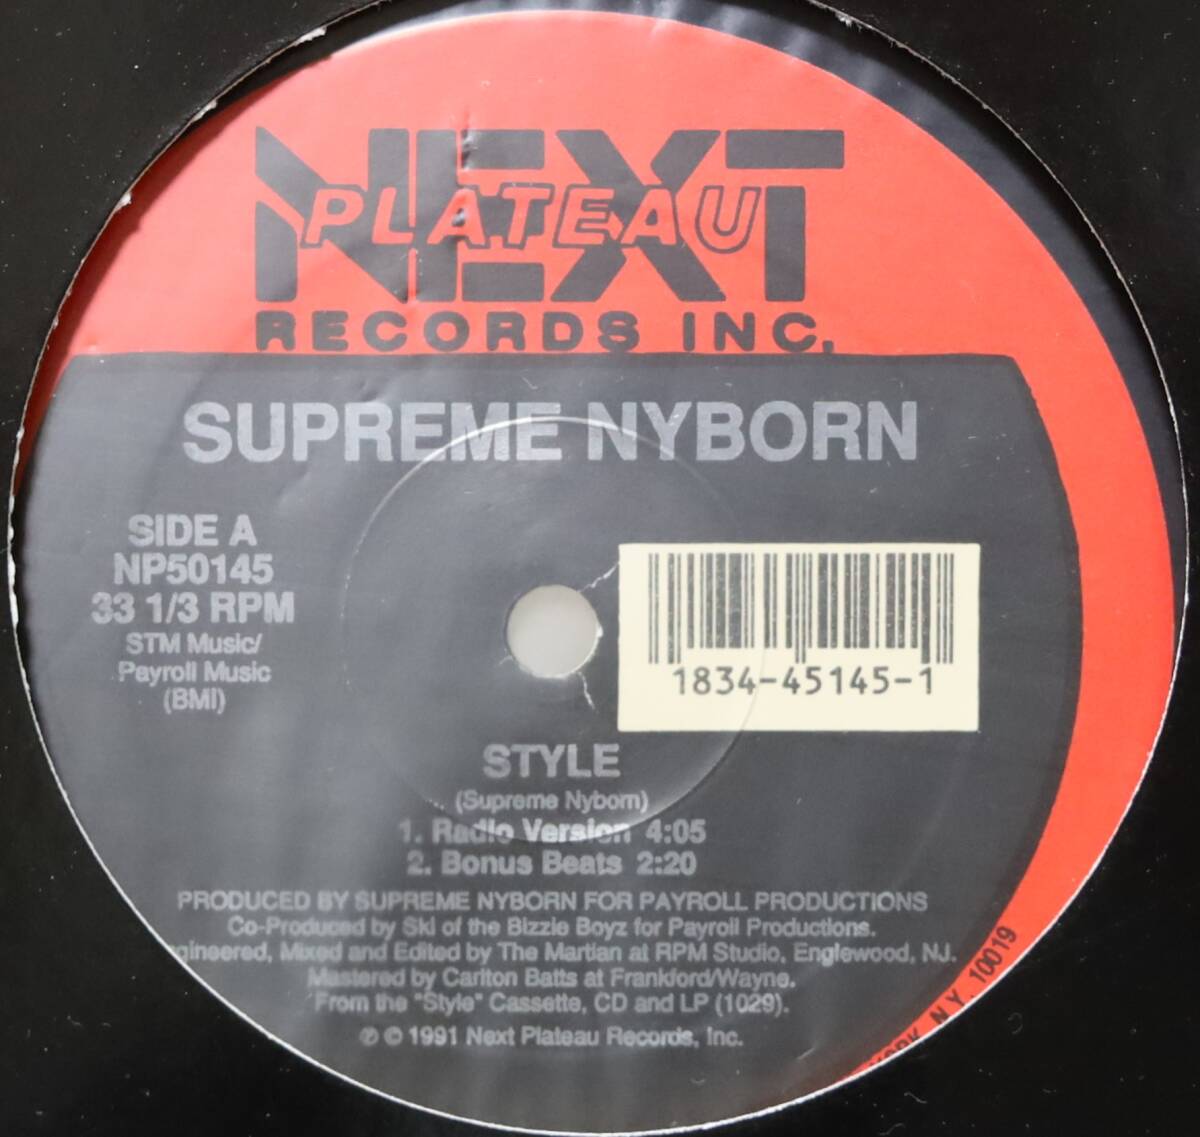 NEXT
PLATEAU
RECORDS INC.
SUPREME NYBORN
SIDE A
NP50145
33 1/3 RPM
STM Music/
Payroll Music
(BMI)
1834-45145-1
STYLE
(Supreme Nyborn)
1. Radio Version 4:05
2. Bonus Beats 2:20
PRODUCED BY SUPREME NYBORN FOR PAYROLL PRODUCTIONS
Co-Produced by Ski of the Bizzie Boyz for Payroll Productions.
gineered, Mixed and Edited by The Martian at RPM Studio, Englewood, NJ.
Mastered by Carlton Batts at Frankford/Wayne.
From the "Style" Cassette, CD and LP (1029).
℗ © 1991 Next Plateau Records, Inc.
N.Y. 10019